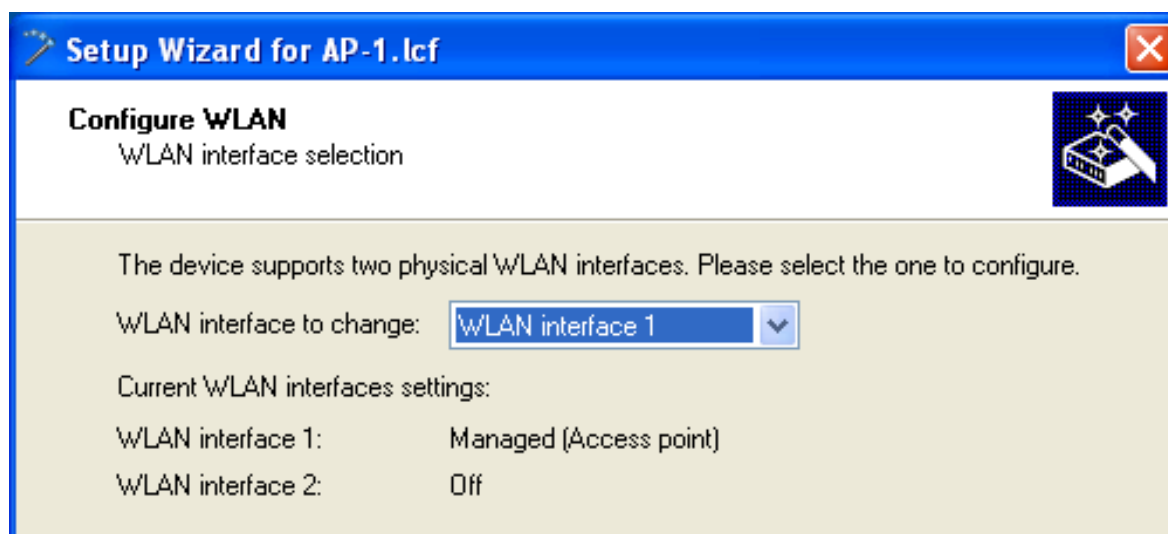 Setup Wizard for AP-1.lcf
Configure WLAN
WLAN interface selection
The device supports two physical WLAN interfaces. Please select the one to configure.
WLAN interface to change: WLAN interface 1
Current WLAN interfaces settings:
WLAN interface 1: Managed (Access point)
WLAN interface 2: Off